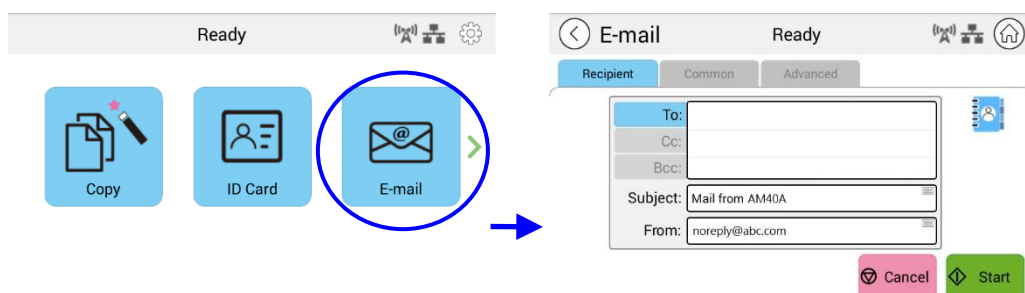 Ready
Copy
ID Card
@
E-mail
E-mail
Ready
Recipient
Common
Advanced
To:
Cc:
Bcc:
Subject: Mail from AM40A
From: noreply@abc.com
Cancel
Start